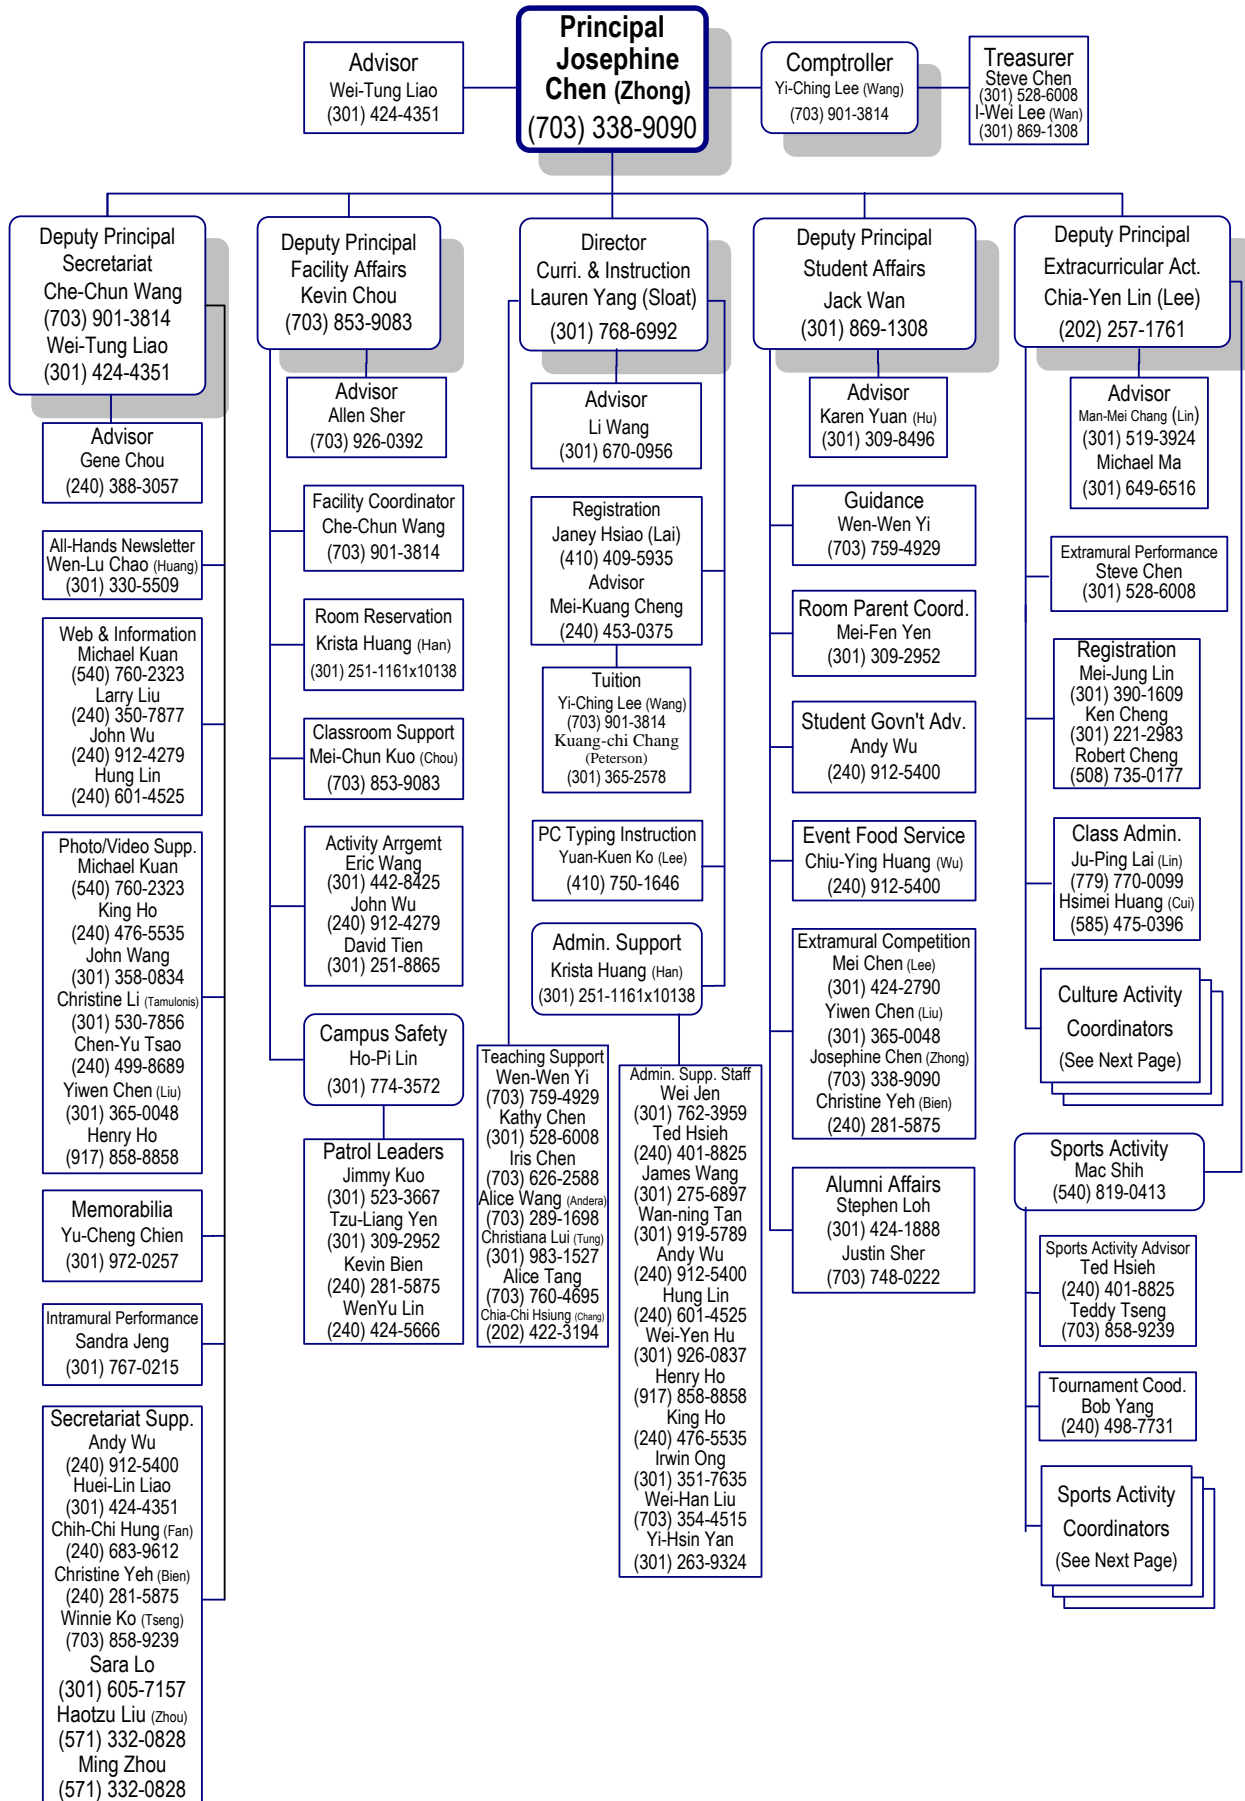 Principal
Josephine
Chen (Zhong)
(703) 338-9090
Advisor
Wei-Tung Liao
(301) 424-4351
Comptroller
Yi-Ching Lee (Wang)
(703) 901-3814
Treasurer
Steve Chen
(301) 528-6008
I-Wei Lee (Wan)
(301) 869-1308
Deputy Principal
Secretariat
Che-Chun Wang
(703) 901-3814
Wei-Tung Liao
(301) 424-4351
Advisor
Gene Chou
(240) 388-3057
All-Hands Newsletter
Wen-Lu Chao (Huang)
(301) 330-5509
Web & Information
Michael Kuan
(540) 760-2323
Larry Liu
(240) 350-7877
John Wu
(240) 912-4279
Hung Lin
(240) 601-4525
Photo/Video Supp.
Michael Kuan
(540) 760-2323
King Ho
(240) 476-5535
John Wang
(301) 358-0834
Christine Li (Tamulonis)
(301) 530-7856
Chen-Yu Tsao
(240) 499-8689
Yiwen Chen (Liu)
(301) 365-0048
Henry Ho
(917) 858-8858
Memorabilia
Yu-Cheng Chien
(301) 972-0257
Intramural Performance
Sandra Jeng
(301) 767-0215
Secretariat Supp.
Andy Wu
(240) 912-5400
Huei-Lin Liao
(301) 424-4351
Chih-Chi Hung (Fan)
(240) 683-9612
Christine Yeh (Bien)
(240) 281-5875
Winnie Ko (Tseng)
(703) 858-9239
Sara Lo
(301) 605-7157
Haotzu Liu (Zhou)
(571) 332-0828
Ming Zhou
(571) 332-0828
Deputy Principal
Facility Affairs
Kevin Chou
(703) 853-9083
Advisor
Allen Sher
(703) 926-0392
Facility Coordinator
Che-Chun Wang
(703) 901-3814
Room Reservation
Krista Huang (Han)
(301) 251-1161x10138
Classroom Support
Mei-Chun Kuo (Chou)
(703) 853-9083
Activity Arrgemt
Eric Wang
(301) 442-8425
John Wu
(240) 912-4279
David Tien
(301) 251-8865
Campus Safety
Ho-Pi Lin
(301) 774-3572
Patrol Leaders
Jimmy Kuo
(301) 523-3667
Tzu-Liang Yen
(301) 309-2952
Kevin Bien
(240) 281-5875
WenYu Lin
(240) 424-5666
Director
Curri. & Instruction
Lauren Yang (Sloat)
(301) 768-6992
Advisor
Li Wang
(301) 670-0956
Registration
Janey Hsiao (Lai)
(410) 409-5935
Advisor
Mei-Kuang Cheng
(240) 453-0375
Tuition
Yi-Ching Lee (Wang)
(703) 901-3814
Kuang-chi Chang
(Peterson)
(301) 365-2578
PC Typing Instruction
Yuan-Kuen Ko (Lee)
(410) 750-1646
Admin. Support
Krista Huang (Han)
(301) 251-1161x10138
Teaching Support
Wen-Wen Yi
(703) 759-4929
Kathy Chen
(301) 528-6008
Iris Chen
(703) 626-2588
Alice Wang (Andera)
(703) 289-1698
Christiana Lui (Tung)
(301) 983-1527
Alice Tang
(703) 760-4695
Chia-Chi Hsiung (Chang)
(202) 422-3194
Admin. Supp. Staff
Wei Jen
(301) 762-3959
Ted Hsieh
(240) 401-8825
James Wang
(301) 275-6897
Wan-ning Tan
(301) 919-5789
Andy Wu
(240) 912-5400
Hung Lin
(240) 601-4525
Wei-Yen Hu
(301) 926-0837
Henry Ho
(917) 858-8858
King Ho
(240) 476-5535
Irwin Ong
(301) 351-7635
Wei-Han Liu
(703) 354-4515
Yi-Hsin Yan
(301) 263-9324
Deputy Principal
Student Affairs
Jack Wan
(301) 869-1308
Advisor
Karen Yuan (Hu)
(301) 309-8496
Guidance
Wen-Wen Yi
(703) 759-4929
Room Parent Coord.
Mei-Fen Yen
(301) 309-2952
Student Govn't Adv.
Andy Wu
(240) 912-5400
Event Food Service
Chiu-Ying Huang (Wu)
(240) 912-5400
Extramural Competition
Mei Chen (Lee)
(301) 424-2790
Yiwen Chen (Liu)
(301) 365-0048
Josephine Chen (Zhong)
(703) 338-9090
Christine Yeh (Bien)
(240) 281-5875
Alumni Affairs
Stephen Loh
(301) 424-1888
Justin Sher
(703) 748-0222
Deputy Principal
Extracurricular Act.
Chia-Yen Lin (Lee)
(202) 257-1761
Advisor
Man-Mei Chang (Lin)
(301) 519-3924
Michael Ma
(301) 649-6516
Extramural Performance
Steve Chen
(301) 528-6008
Registration
Mei-Jung Lin
(301) 390-1609
Ken Cheng
(301) 221-2983
Robert Cheng
(508) 735-0177
Class Admin.
Ju-Ping Lai (Lin)
(779) 770-0099
Hsimei Huang (Cui)
(585) 475-0396
Culture Activity
Coordinators
(See Next Page)
Sports Activity
Mac Shih
(540) 819-0413
Sports Activity Advisor
Ted Hsieh
(240) 401-8825
Teddy Tseng
(703) 858-9239
Tournament Cood.
Bob Yang
(240) 498-7731
Sports Activity
Coordinators
(See Next Page)